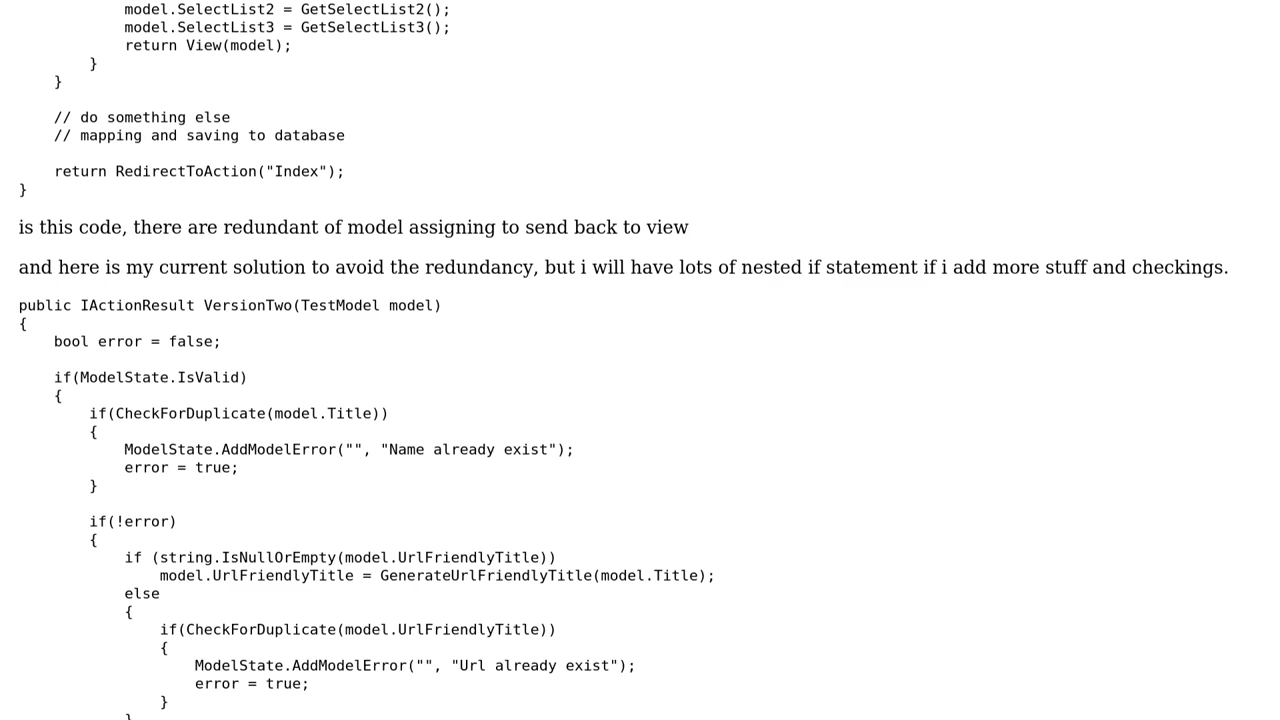 model.SelectList2 = GetSelectList2();
            model.SelectList3 = GetSelectList3();
            return View(model);
        }
    }

    // do something else
    // mapping and saving to database

    return RedirectToAction("Index");
}
is this code, there are redundant of model assigning to send back to view
and here is my current solution to avoid the redundancy, but i will have lots of nested if statement if i add more stuff and checkings.
public IActionResult VersionTwo(TestModel model)
{
    bool error = false;

    if(ModelState.IsValid)
    {
        if(CheckForDuplicate(model.Title))
        {
            ModelState.AddModelError("", "Name already exist");
            error = true;
        }

        if(!error)
        {
            if (string.IsNullOrEmpty(model.UrlFriendlyTitle))
                model.UrlFriendlyTitle = GenerateUrlFriendlyTitle(model.Title);
            else
            {
                if(CheckForDuplicate(model.UrlFriendlyTitle))
                {
                    ModelState.AddModelError("", "Url already exist");
                    error = true;
                }
            }